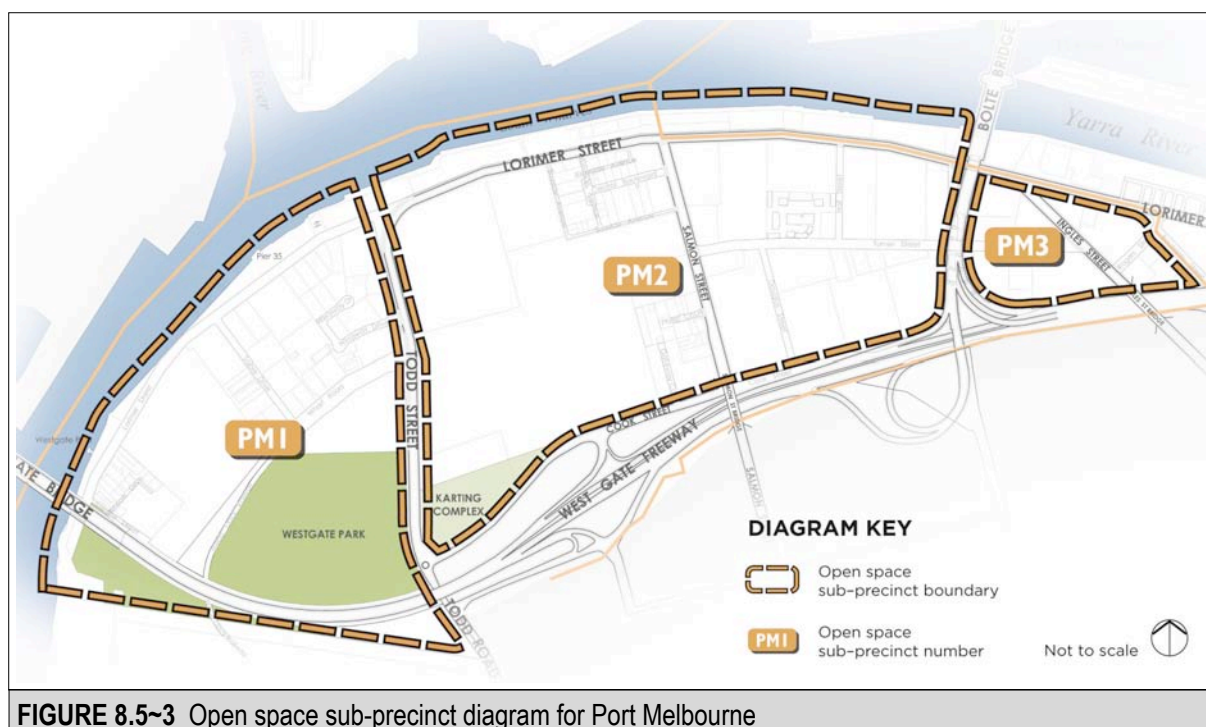 BOLTE BRIDGE
Yarra River
River
LORIMER STREET
LORIMER
INGLES STREET
PM3
PM2
SALMON STREET
Pier 35
TODD STREET
PM1
COOK STREET
WEST GATE FREEWAY
KARTING
COMPLEX
WESTGATE PARK
TODD ROAD
DIAGRAM KEY
Open space
sub-precinct boundary
PM1
Open space
sub-precinct number
Not to scale
FIGURE 8.5~3 Open space sub-precinct diagram for Port Melbourne